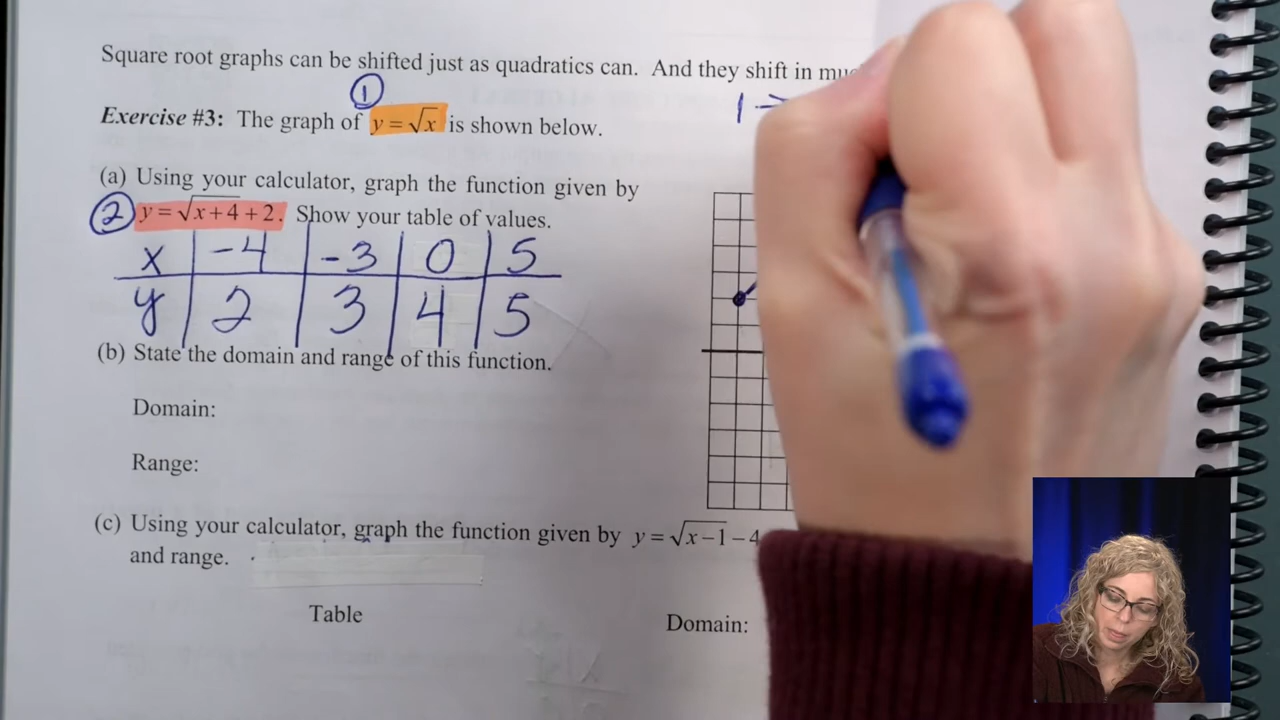 Square root graphs can be shifted just as quadratics can. And they shift in
①
1
Exercise #3: The graph of y = √x is shown below.
(a) Using your calculator, graph the function given by
② y = √(x+4) + 2. Show your table of values.
x -4 -3 0 5
y 2 3 4 5
(b) State the domain and range of this function.
Domain:
Range:
(c) Using your calculator, graph the function given by y = √(x−1) − 4
and range.
Table
Domain: